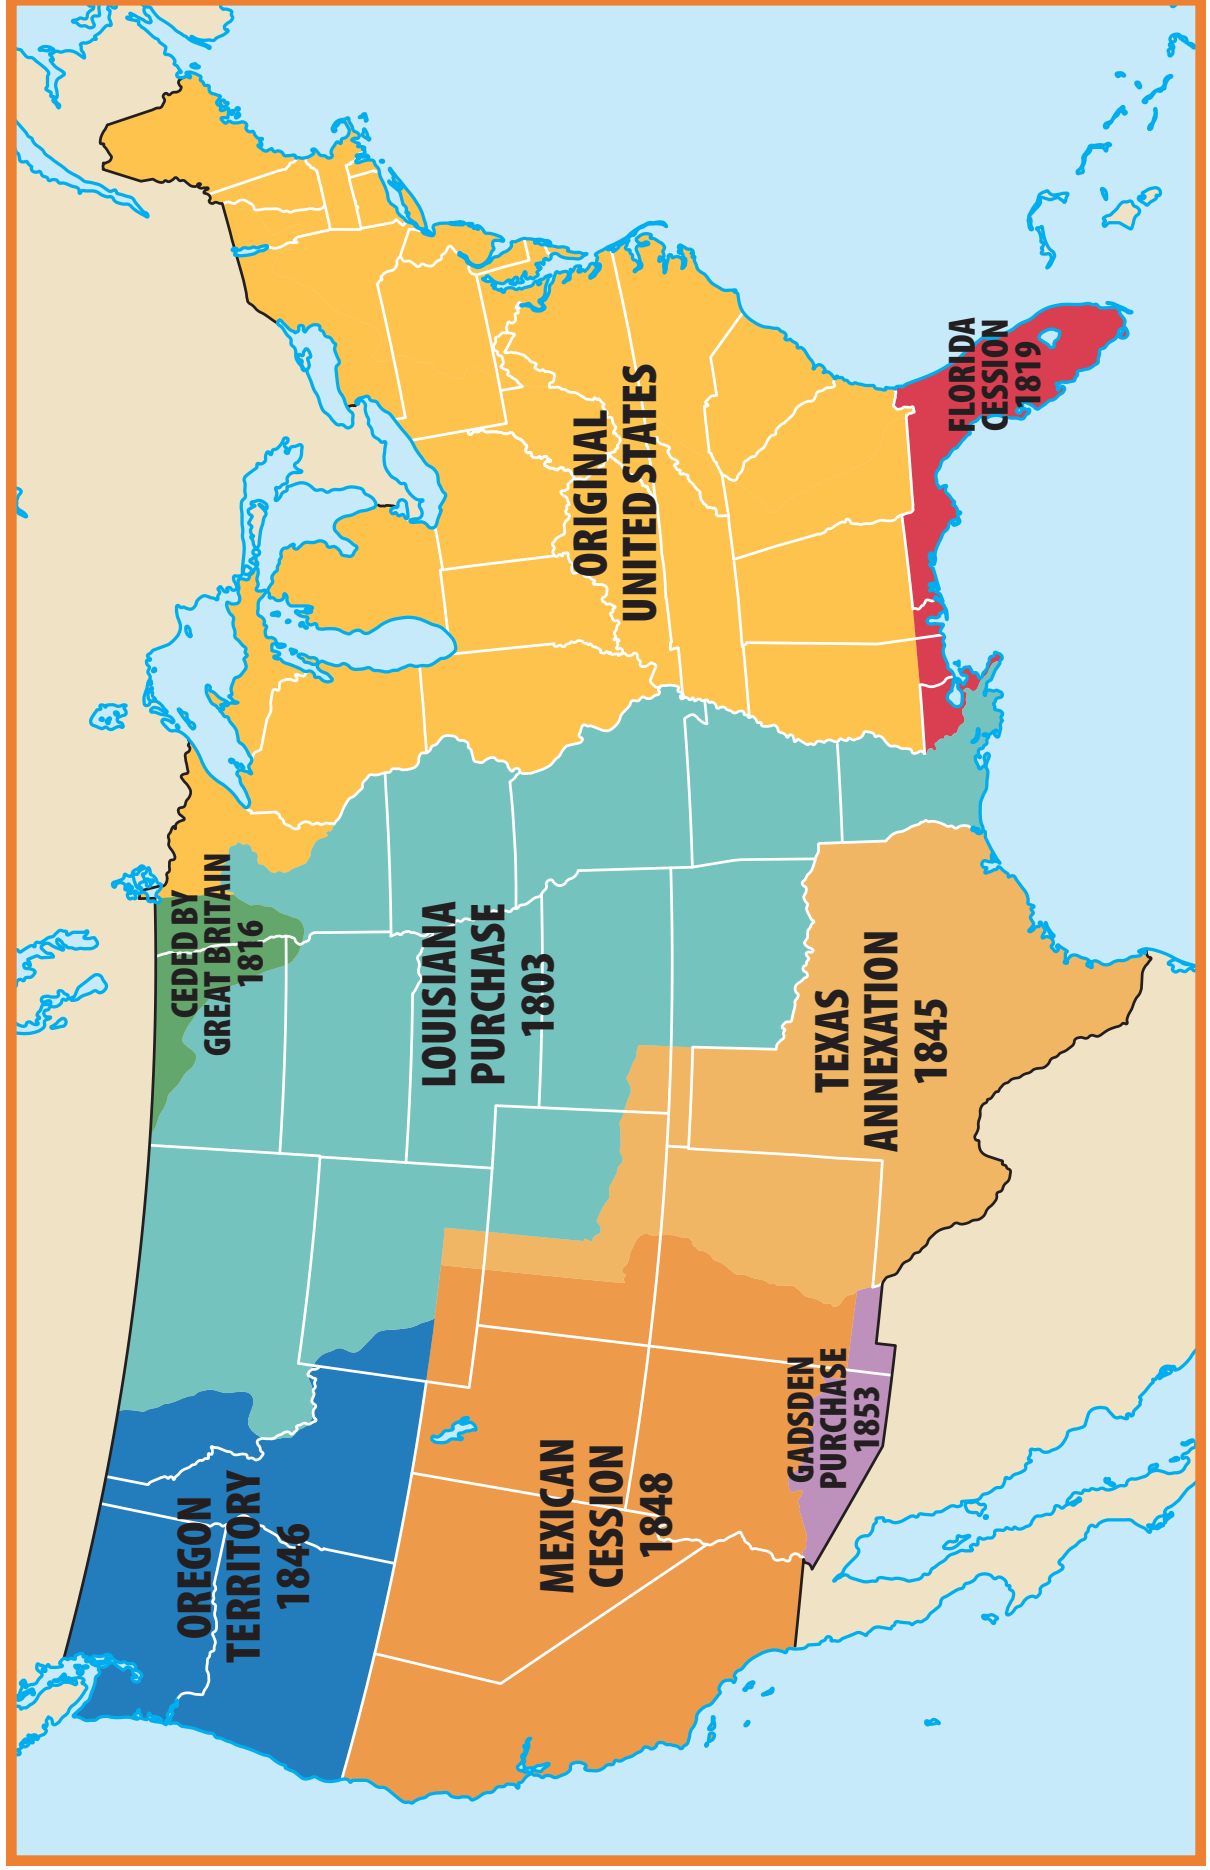 OREGON
TERRITORY
1846
CEDED BY
GREAT BRITAIN
1816
LOUISIANA
PURCHASE
1803
ORIGINAL
UNITED STATES
MEXICAN
CESSION
1848
GADSDEN
PURCHASE
1853
TEXAS
ANNEXATION
1845
FLORIDA
CESSION
1819